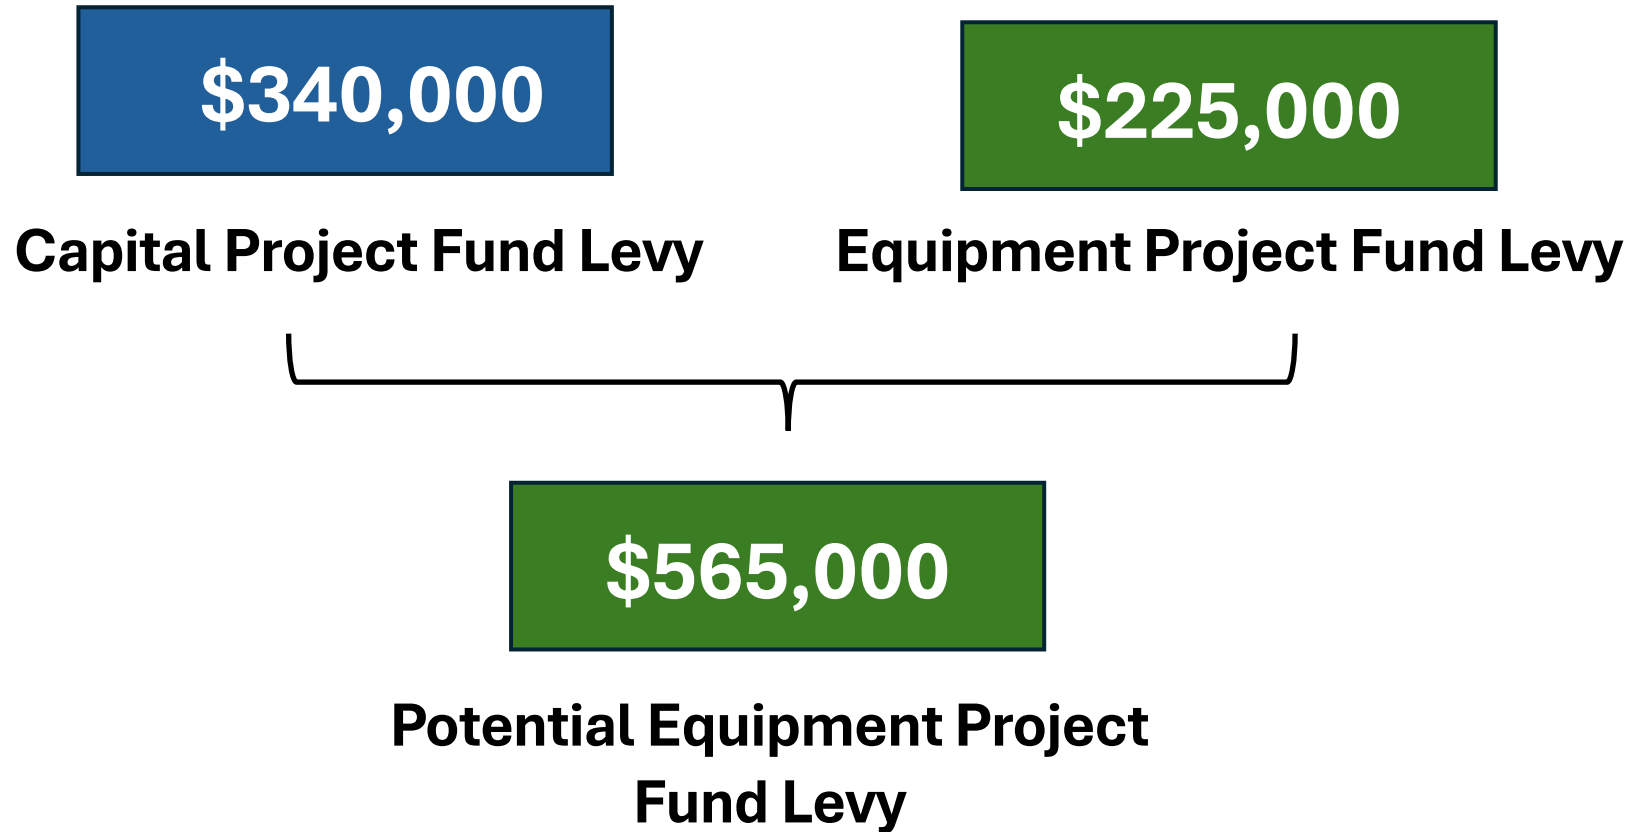 $340,000
$225,000
Capital Project Fund Levy
Equipment Project Fund Levy
$565,000
Potential Equipment Project
Fund Levy